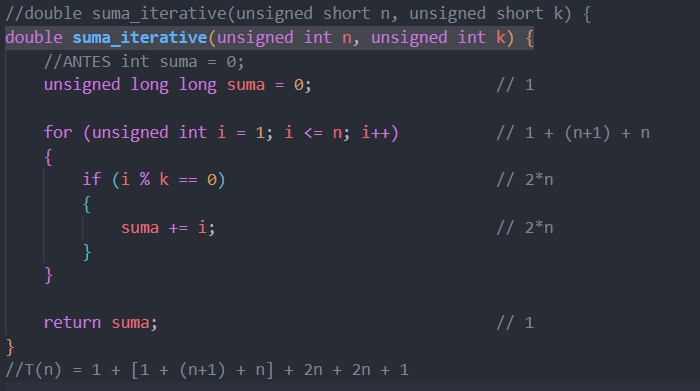 //double suma_iterative(unsigned short n, unsigned short k) {
double suma_iterative(unsigned int n, unsigned int k) {
//ANTES int suma = 0;
unsigned long long suma = 0; // 1
for (unsigned int i = 1; i <= n; i++) // 1 + (n+1) + n
{
if (i % k == 0) // 2*n
{
suma += i; // 2*n
}
}
return suma; // 1
}
//T(n) = 1 + [1 + (n+1) + n] + 2n + 2n + 1